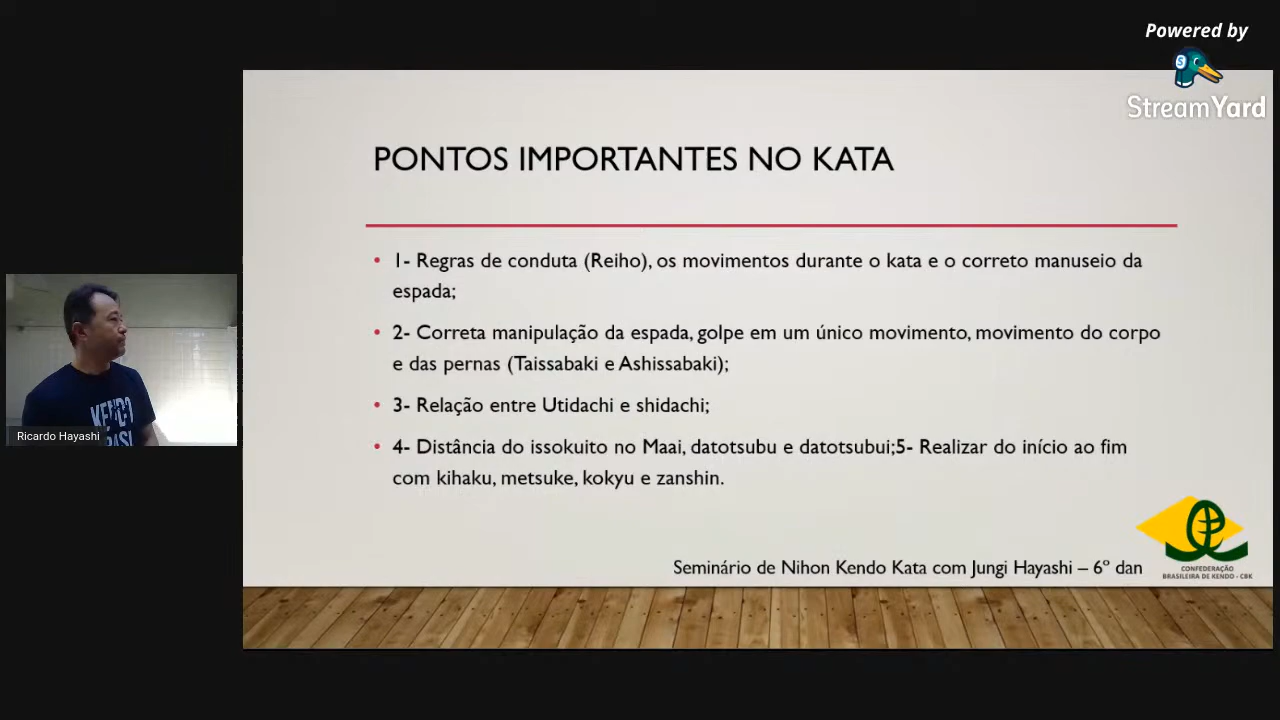 Powered by
StreamYard
PONTOS IMPORTANTES NO KATA
• 1- Regras de conduta (Reiho), os movimentos durante o kata e o correto manuseio da
espada;
• 2- Correta manipulação da espada, golpe em um único movimento, movimento do corpo
e das pernas (Taissabaki e Ashissabaki);
• 3- Relação entre Utidachi e shidachi;
• 4- Distância do issokuito no Maai, datotsubu e datotsubui;5- Realizar do início ao fim
com kihaku, metsuke, kokyu e zanshin.
KENDO
Ricardo Hayashi
Seminário de Nihon Kendo Kata com Jungi Hayashi – 6º dan
CONFEDERAÇÃO
BRASILEIRA DE KENDO - CBK